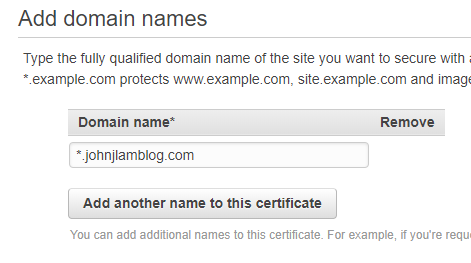 Add domain names
Type the fully qualified domain name of the site you want to secure with
*.example.com protects www.example.com, site.example.com and
Domain name* Remove
*.johnjlamblog.com
Add another name to this certificate
You can add additional names to this certificate. For example, if you're